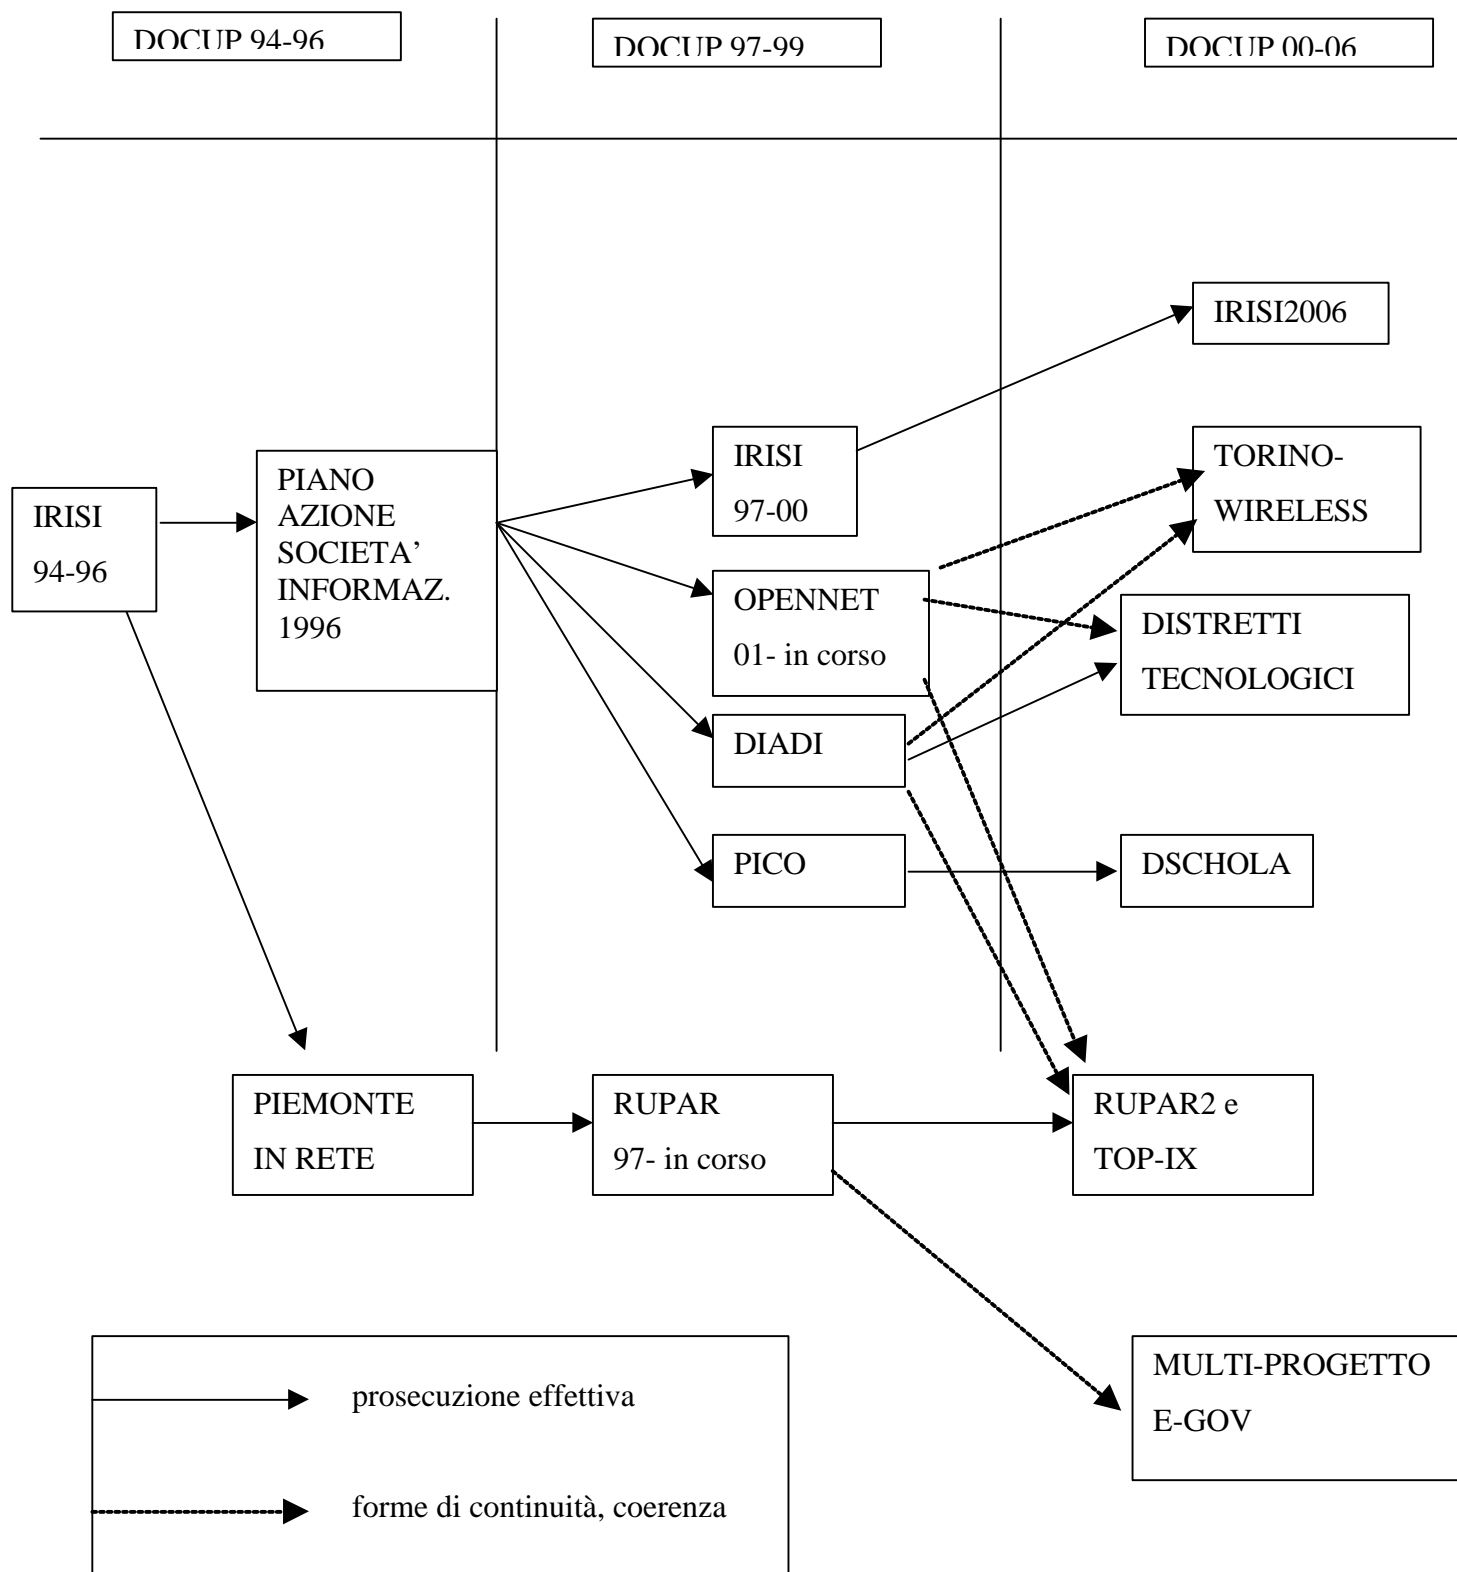 DOCUP 94-96
DOCUP 97-99
DOCUP 00-06
IRISI2006
IRISI
94-96
PIANO
AZIONE
SOCIETA’
INFORMAZ.
1996
IRISI
97-00
TORINO-
WIRELESS
OPENNET
01- in corso
DISTRETTI
TECNOLOGICI
DIADI
PICO
DSCHOLA
PIEMONTE
IN RETE
RUPAR
97- in corso
RUPAR2 e
TOP-IX
MULTI-PROGETTO
E-GOV
prosecuzione effettiva
forme di continuità, coerenza